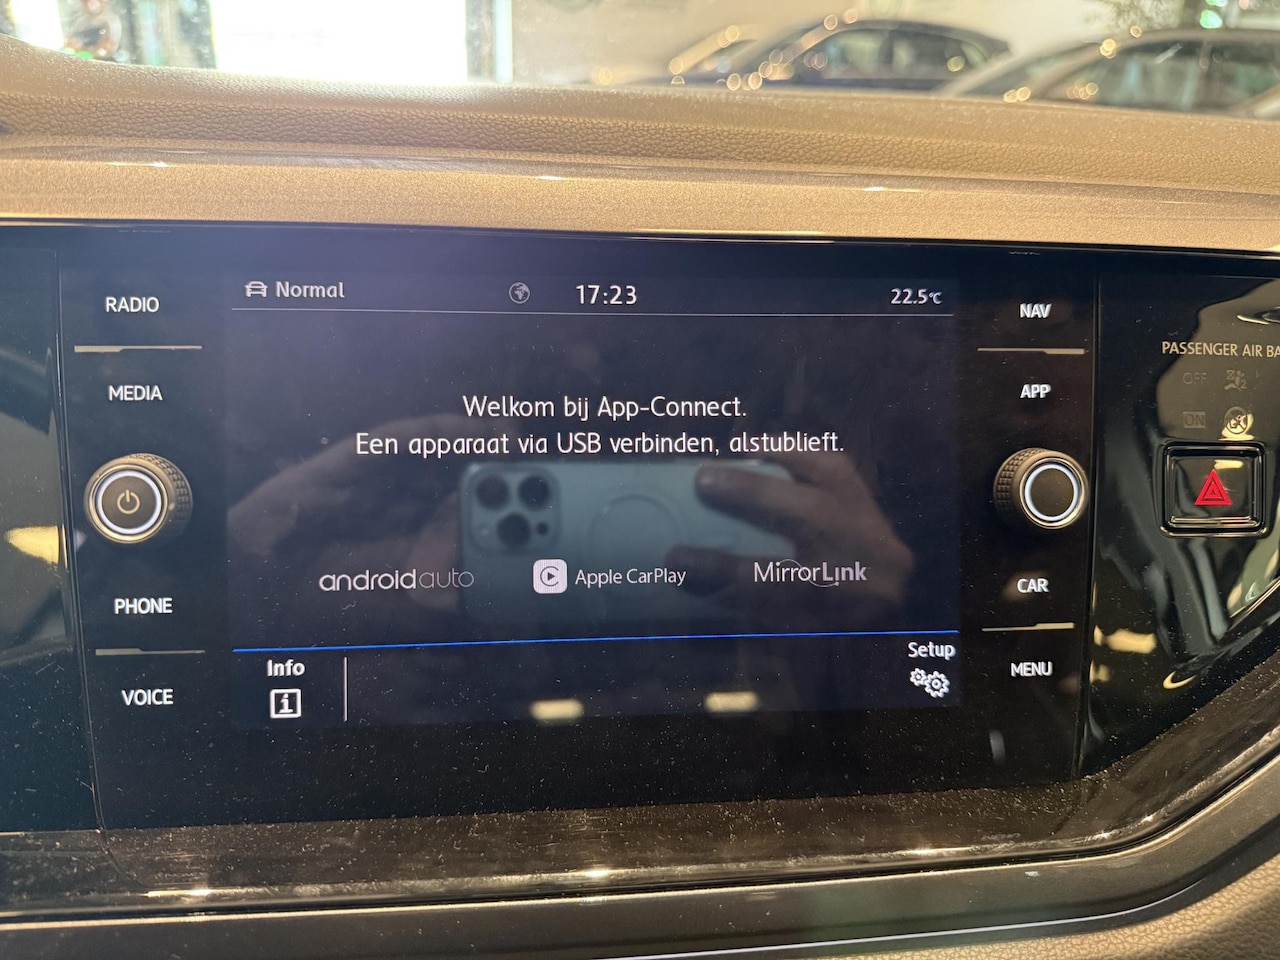 RADIO
MEDIA
PHONE
VOICE
Normal
17:23
22.5°C
Welkom bij App-Connect.
Een apparaat via USB verbinden, alstublieft.
androidauto
Apple CarPlay
MirrorLink
Info
Setup
NAV
APP
CAR
MENU
PASSENGER AIR BA
OFF
ON